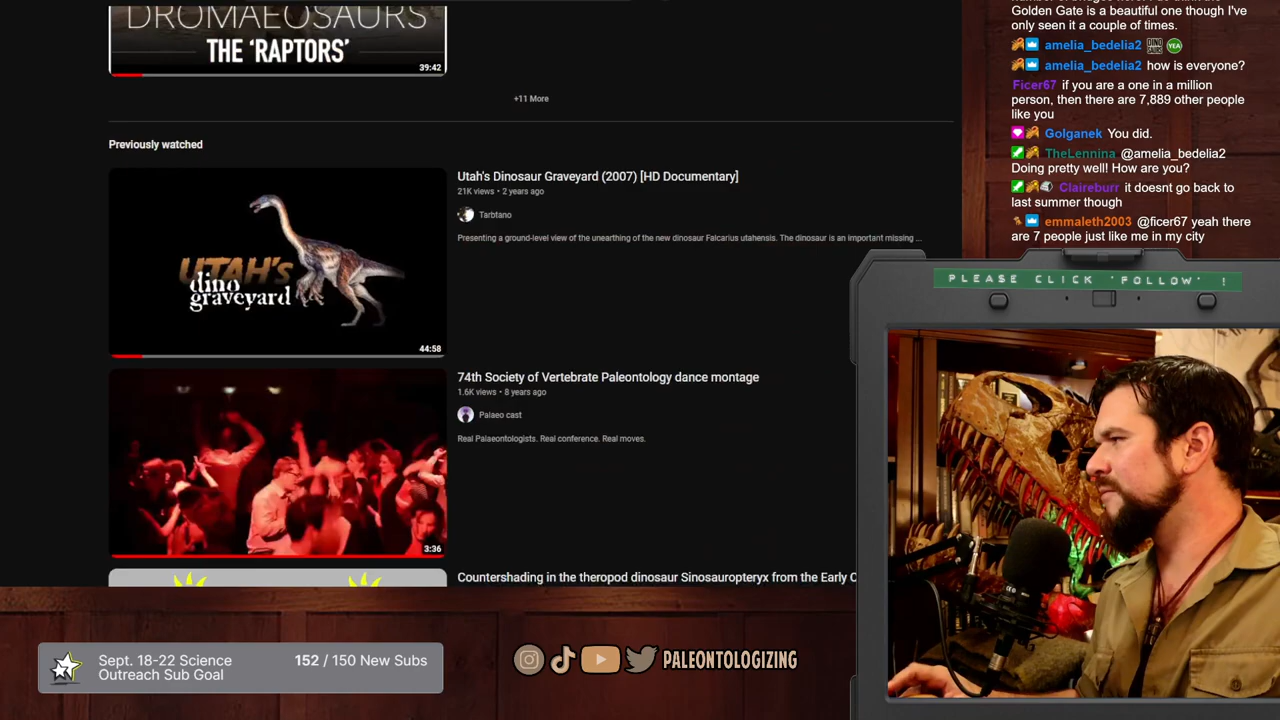 DROMAEOSAURS
THE 'RAPTORS'
39:42
+11 More
Previously watched
UTAH'S
dino
graveyard
44:58
Utah's Dinosaur Graveyard (2007) [HD Documentary]
21K views • 2 years ago
Tarbtano
Presenting a ground-level view of the unearthing of the new dinosaur Falcarius utahensis. The dinosaur is an important missing ...
3:36
74th Society of Vertebrate Paleontology dance montage
1.6K views • 8 years ago
Palaeo cast
Real Palaeontologists. Real conference. Real moves.
Countershading in the theropod dinosaur Sinosauropteryx from the Early C
Golden Gate is a beautiful one though I've
only seen it a couple of times.
amelia_bedelia2 YEA
amelia_bedelia2 how is everyone?
Ficer67 if you are a one in a million
person, then there are 7,889 other people
like you
Golganek You did.
TheLennina @amelia_bedelia2
Doing pretty well! How are you?
Claireburr it doesnt go back to
last summer though
emmaleth2003 @ficer67 yeah there
are 7 people just like me in my city
PLEASE CLICK 'FOLLOW' !
Sept. 18-22 Science
Outreach Sub Goal
152 / 150 New Subs
PALEONTOLOGIZING